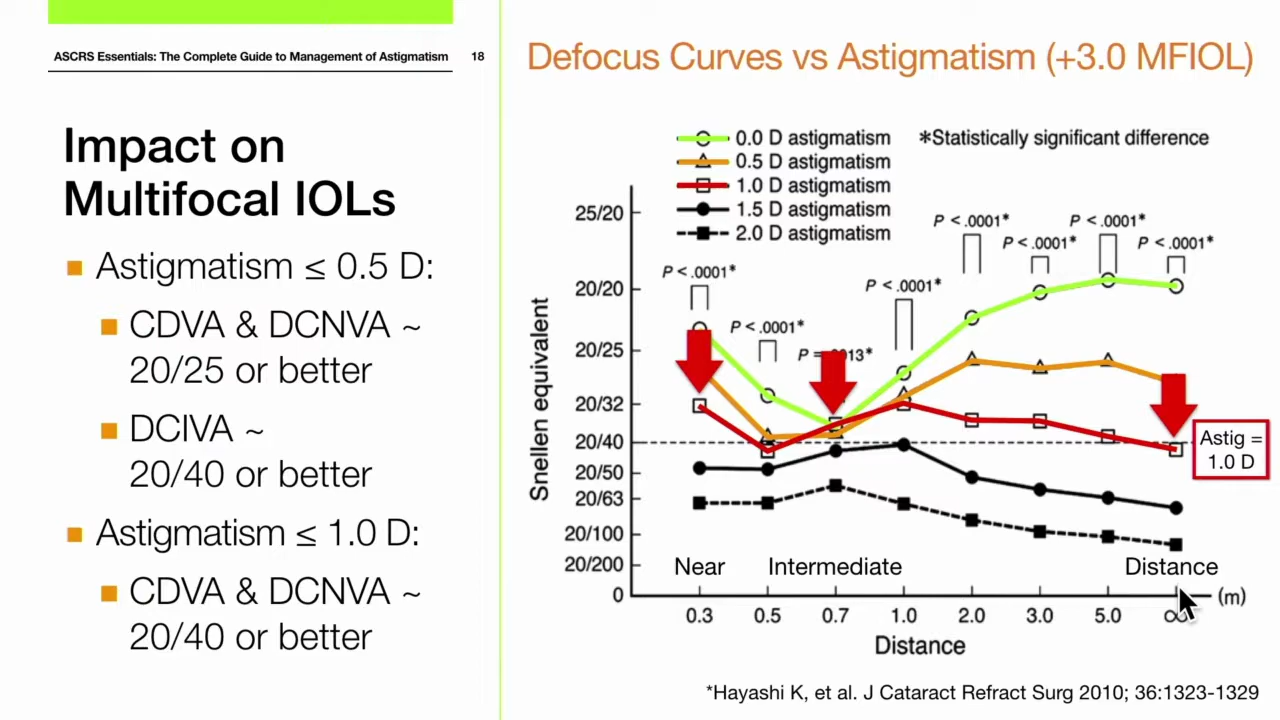 ASCRS Essentials: The Complete Guide to Management of Astigmatism 18
Impact on
Multifocal IOLs
Astigmatism ≤ 0.5 D:
CDVA & DCNVA ~
20/25 or better
DCIVA ~
20/40 or better
Astigmatism ≤ 1.0 D:
CDVA & DCNVA ~
20/40 or better
Defocus Curves vs Astigmatism (+3.0 MFIOL)
0.0 D astigmatism
0.5 D astigmatism
1.0 D astigmatism
1.5 D astigmatism
2.0 D astigmatism
*Statistically significant difference
Snellen equivalent
25/20
20/20
20/25
20/32
20/40
20/50
20/63
20/100
20/200
0
P < .0001*
P < .0001*
P = 13*
P < .0001*
P < .0001*
P < .0001*
P < .0001*
P < .0001*
Astig =
1.0 D
Near Intermediate Distance
0.3 0.5 0.7 1.0 2.0 3.0 5.0 ∞ (m)
Distance
*Hayashi K, et al. J Cataract Refract Surg 2010; 36:1323-1329